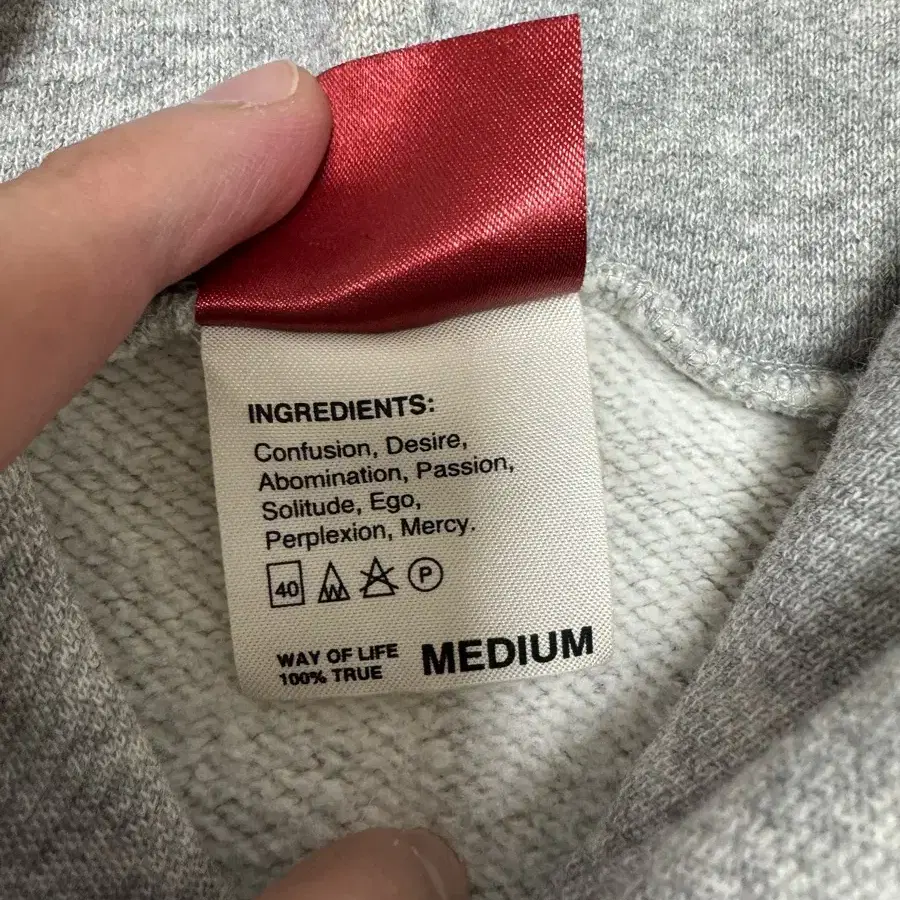 INGREDIENTS:
Confusion, Desire,
Abomination, Passion,
Solitude, Ego,
Perplexion, Mercy.
40 W P
WAY OF LIFE
100% TRUE
MEDIUM